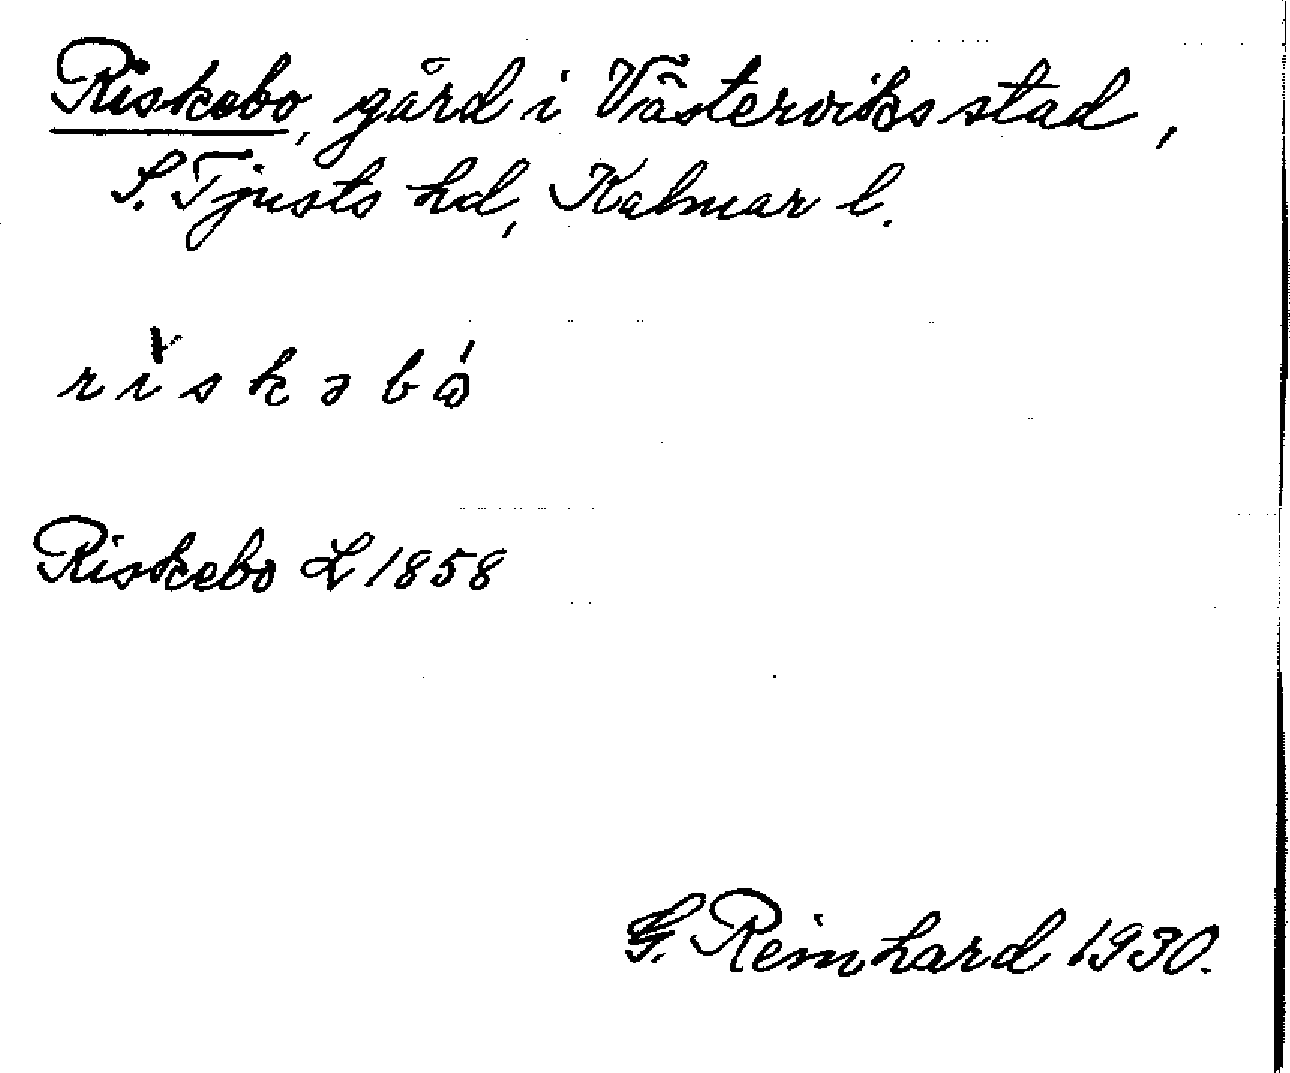 Riskebo, gård i Västerviks stad,
S. Tjusts hd, Kalmar l.
rìskəbó
Riskebo L 1858
G. Reinhard 1930.